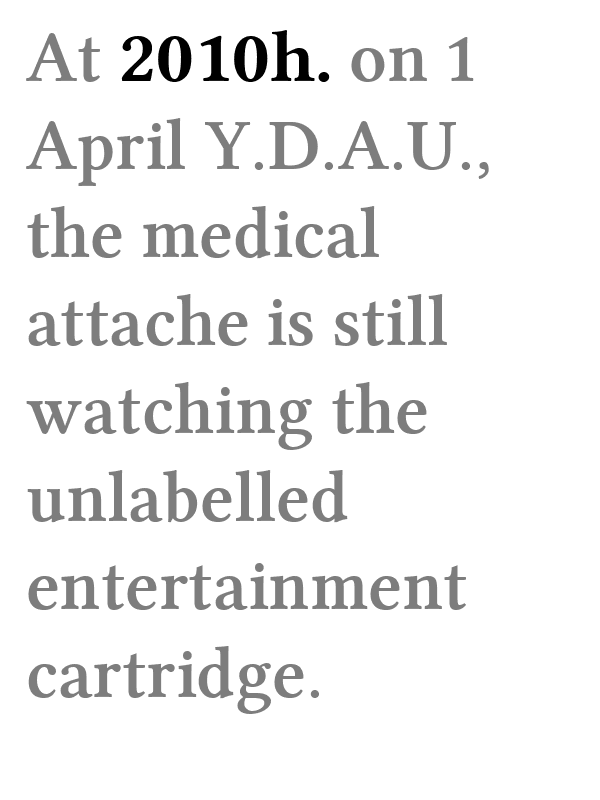 At 2010h. on 1
April Y.D.A.U.,
the medical
attache is still
watching the
unlabelled
entertainment
cartridge.